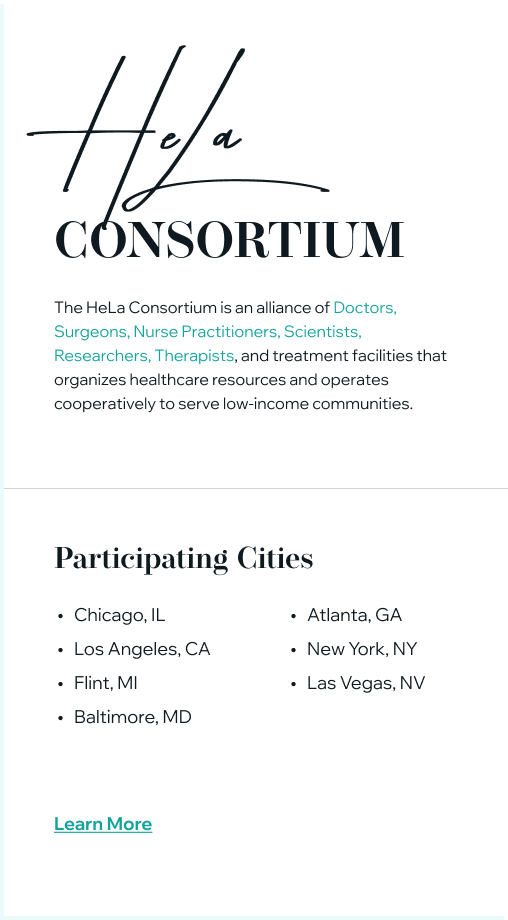 HeLa
CONSORTIUM
The HeLa Consortium is an alliance of Doctors,
Surgeons, Nurse Practitioners, Scientists,
Researchers, Therapists, and treatment facilities that
organizes healthcare resources and operates
cooperatively to serve low-income communities.
Participating Cities
• Chicago, IL
• Los Angeles, CA
• Flint, MI
• Baltimore, MD
• Atlanta, GA
• New York, NY
• Las Vegas, NV
Learn More